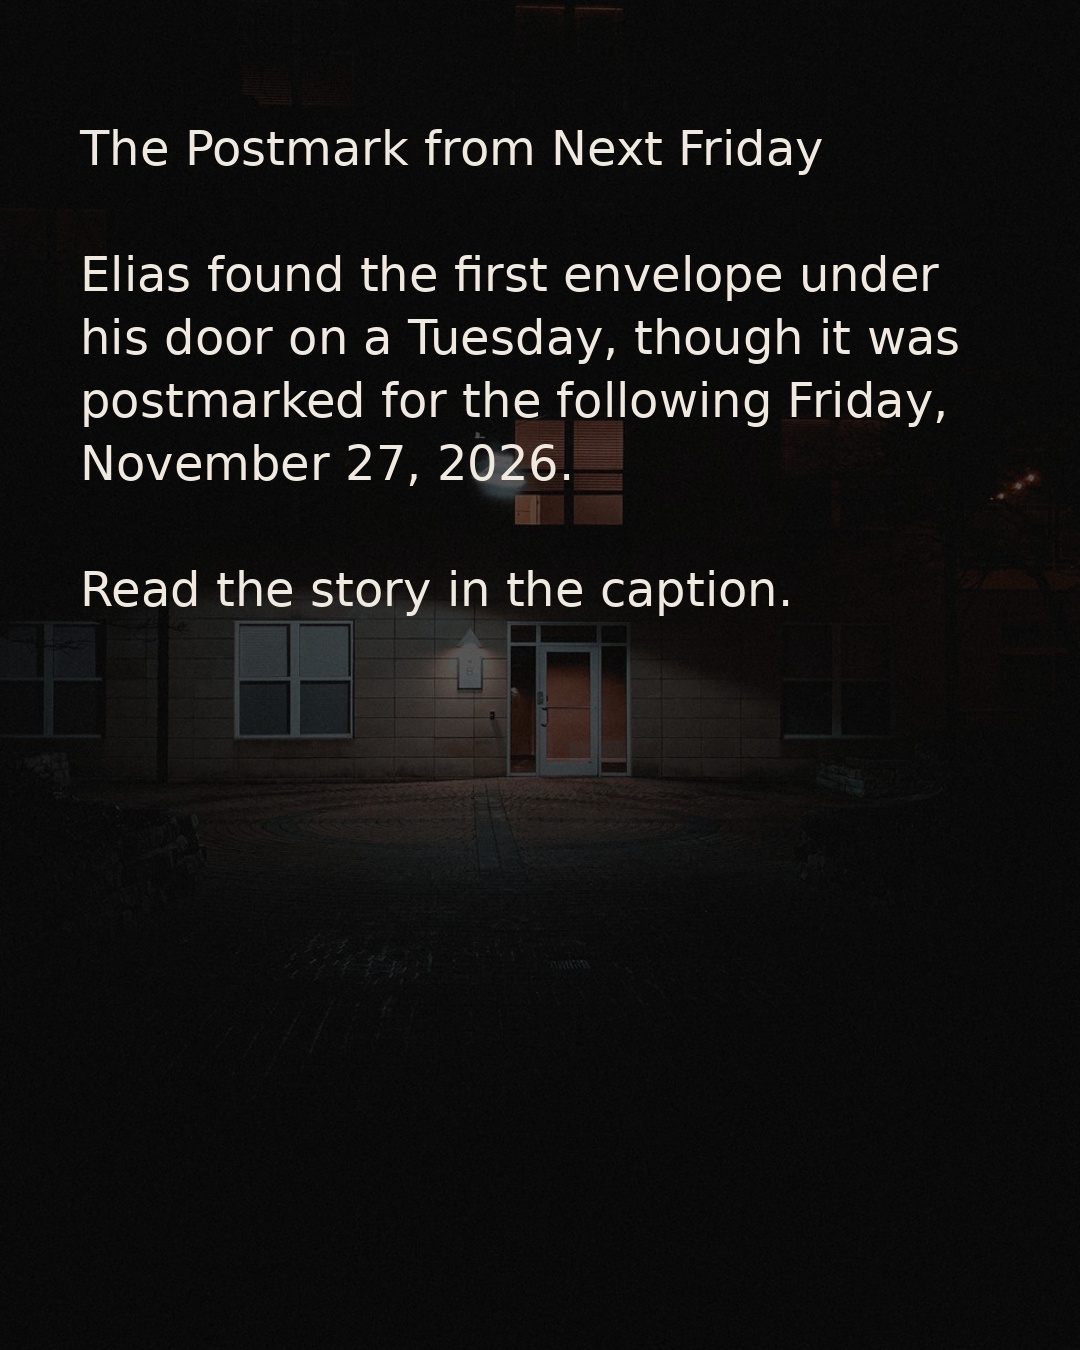 The Postmark from Next Friday
Elias found the first envelope under
his door on a Tuesday, though it was
postmarked for the following Friday,
November 27, 2026.
Read the story in the caption.